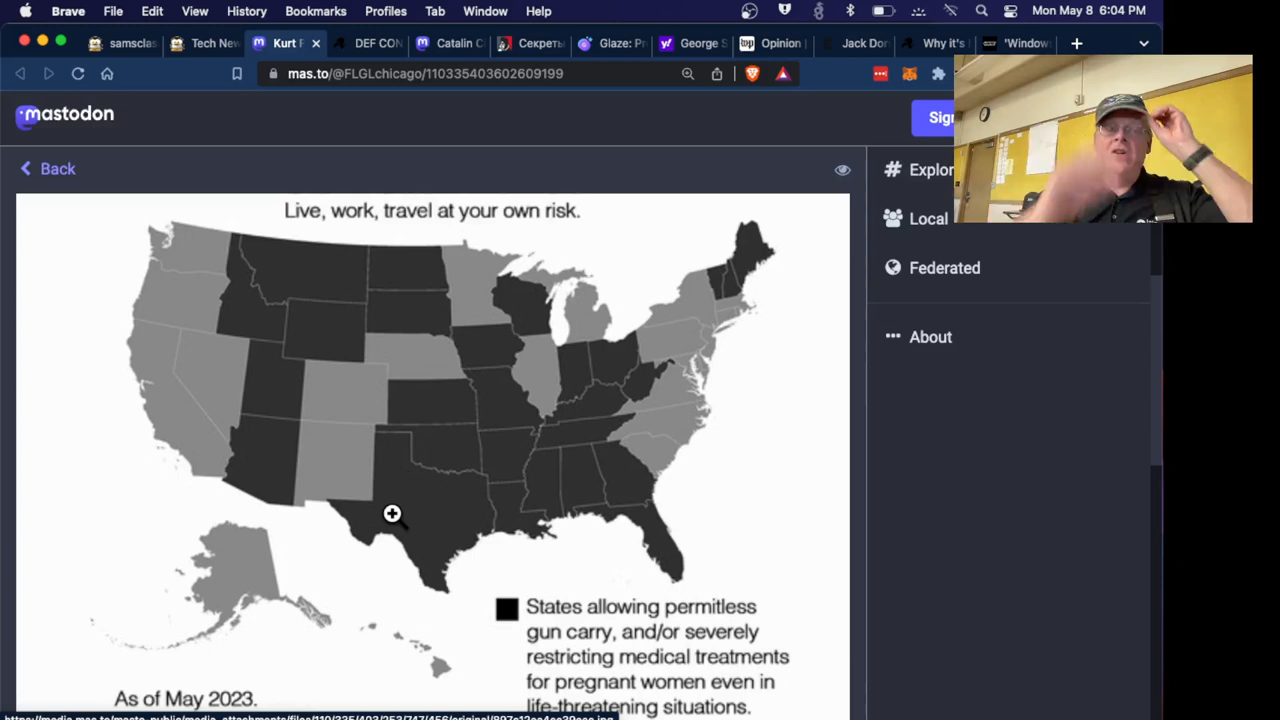 Brave File Edit View History Bookmarks Profiles Tab Window Help Mon May 8 6:04 PM
samsclas Tech New Kurt F DEF CON Catalin C Секреты Glaze: Pro George S Opinion | Jack Dors Why it's "Window
mas.to/@FLGLchicago/110335403602609199
mastodon
Sign
Back
Explor
Local
Federated
About
Live, work, travel at your own risk.
States allowing permitless
gun carry, and/or severely
restricting medical treatments
for pregnant women even in
life-threatening situations.
As of May 2023.